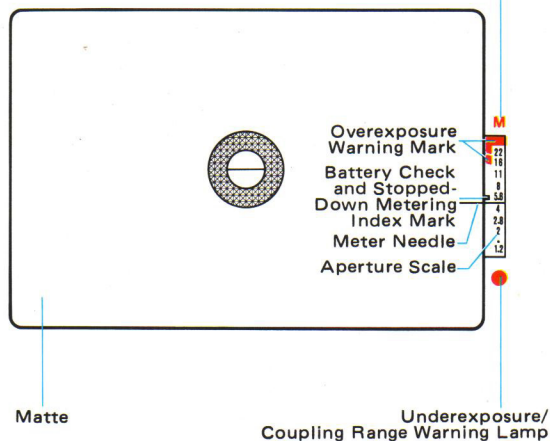 M
Overexposure
Warning Mark
Battery Check
and Stopped-
Down Metering
Index Mark
Meter Needle
Aperture Scale
22
16
11
8
5.6
4
2.8
2
•
1.2
Matte
Underexposure/
Coupling Range Warning Lamp